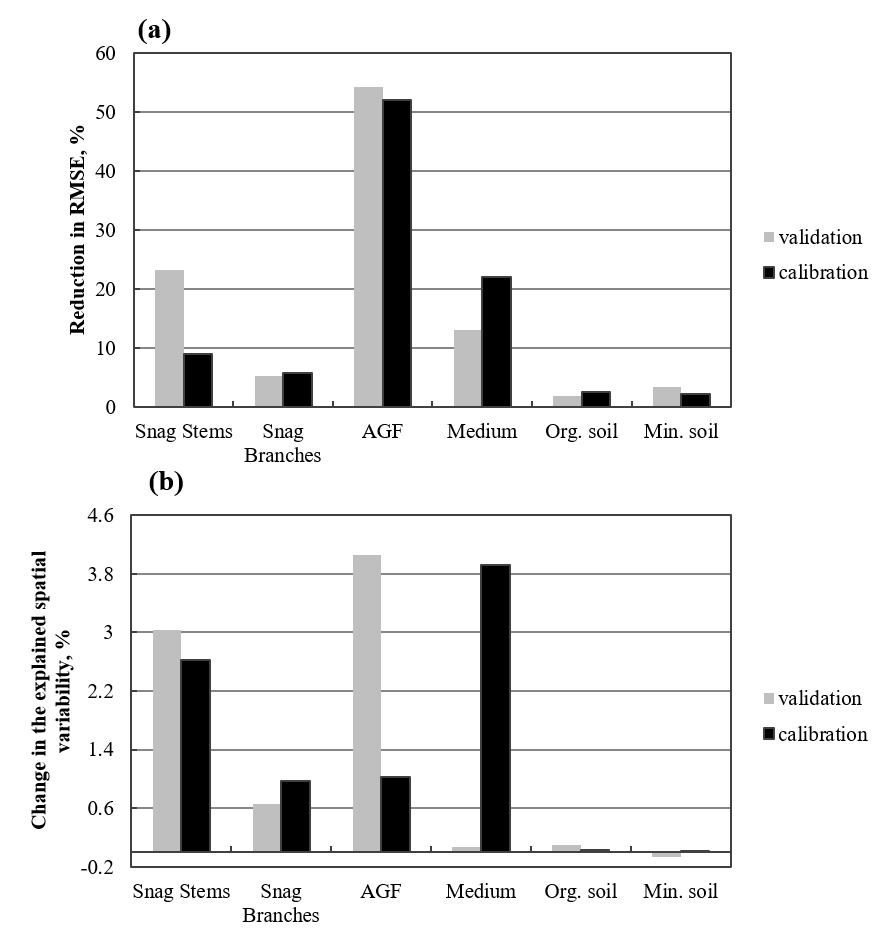 (a)
Reduction in RMSE, %
60
50
40
30
20
10
0
Snag Stems
Snag
Branches
AGF
Medium
Org. soil
Min. soil
validation
calibration
(b)
Change in the explained spatial
variability, %
4.6
3.8
3
2.2
1.4
0.6
-0.2
Snag Stems
Snag
Branches
AGF
Medium
Org. soil
Min. soil
validation
calibration